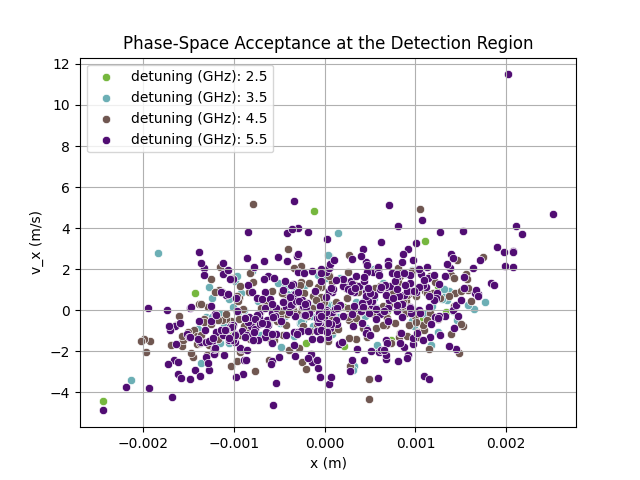 Phase-Space Acceptance at the Detection Region
12
10
8
6
4
2
0
−2
−4
v_x (m/s)
detuning (GHz): 2.5
detuning (GHz): 3.5
detuning (GHz): 4.5
detuning (GHz): 5.5
−0.002 −0.001 0.000 0.001 0.002
x (m)